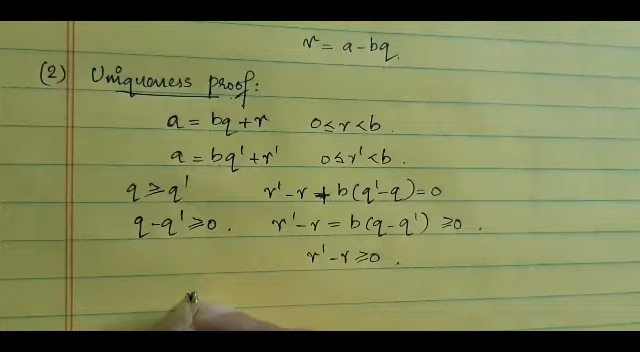 r = a - bq.
(2) Uniqueness proof:
a = bq + r 0 ≤ r < b.
a = bq' + r' 0 ≤ r' < b.
q ≥ q' r' - r + b(q' - q) = 0
q - q' ≥ 0. r' - r = b(q - q') ≥ 0.
r' - r ≥ 0.